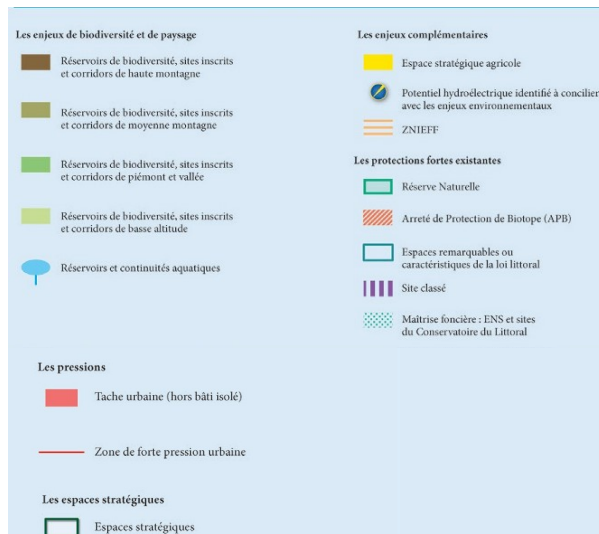 Les enjeux de biodiversité et de paysage
Réservoirs de biodiversité, sites inscrits
et corridors de haute montagne
Réservoirs de biodiversité, sites inscrits
et corridors de moyenne montagne
Réservoirs de biodiversité, sites inscrits
et corridors de piémont et vallée
Réservoirs de biodiversité, sites inscrits
et corridors de basse altitude
Réservoirs et continuités aquatiques
Les enjeux complémentaires
Espace stratégique agricole
Potentiel hydroélectrique identifié à concilier
avec les enjeux environnementaux
ZNIEFF
Les protections fortes existantes
Réserve Naturelle
Arreté de Protection de Biotope (APB)
Espaces remarquables ou
caractéristiques de la loi littoral
Site classé
Maîtrise foncière : ENS et sites
du Conservatoire du Littoral
Les pressions
Tache urbaine (hors bâti isolé)
Zone de forte pression urbaine
Les espaces stratégiques
Espaces stratégiques